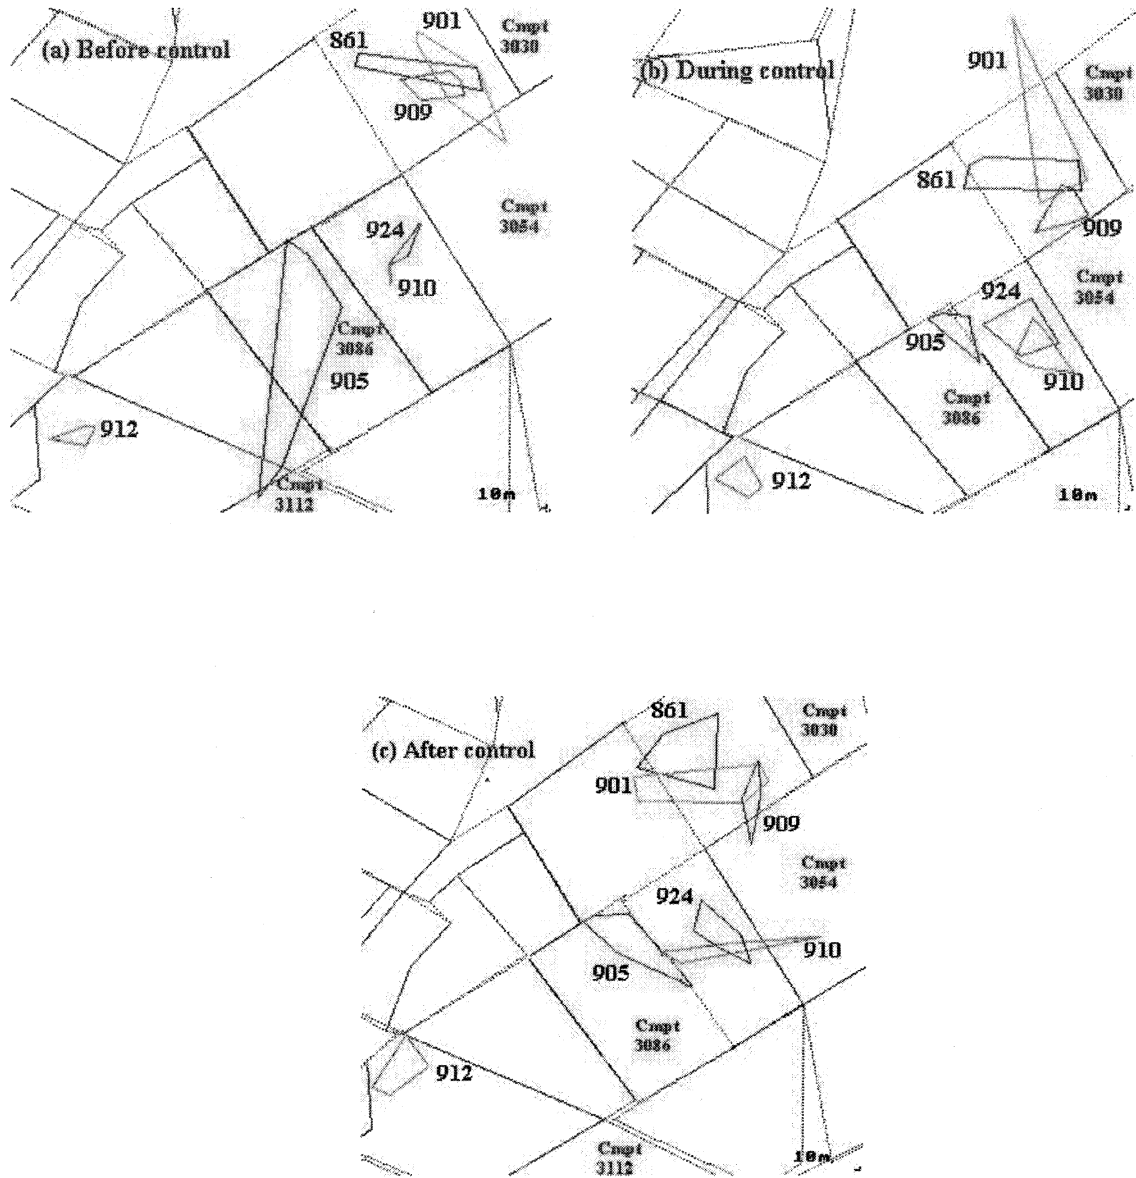 (a) Before control
901
Cmpt
3030
861
909
Cmpt
3054
924
910
Cmpt
3086
905
912
Cmpt
3112
10m
(b) During control
901
Cmpt
3030
861
909
Cmpt
3054
924
905
910
Cmpt
3086
912
10m
(c) After control
861
Cmpt
3030
901
909
Cmpt
3054
924
910
905
Cmpt
3086
912
Cmpt
3112
10m